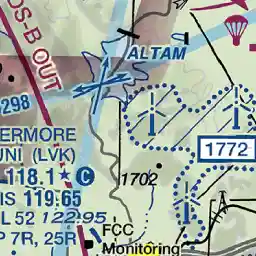 DS-B OUT
ALTAM
298
ERMORE
UNI (LVK)
118.1 C
1772
1702
IS 119.65
L 52 122.95
P 7R, 25R
FCC
Monitoring